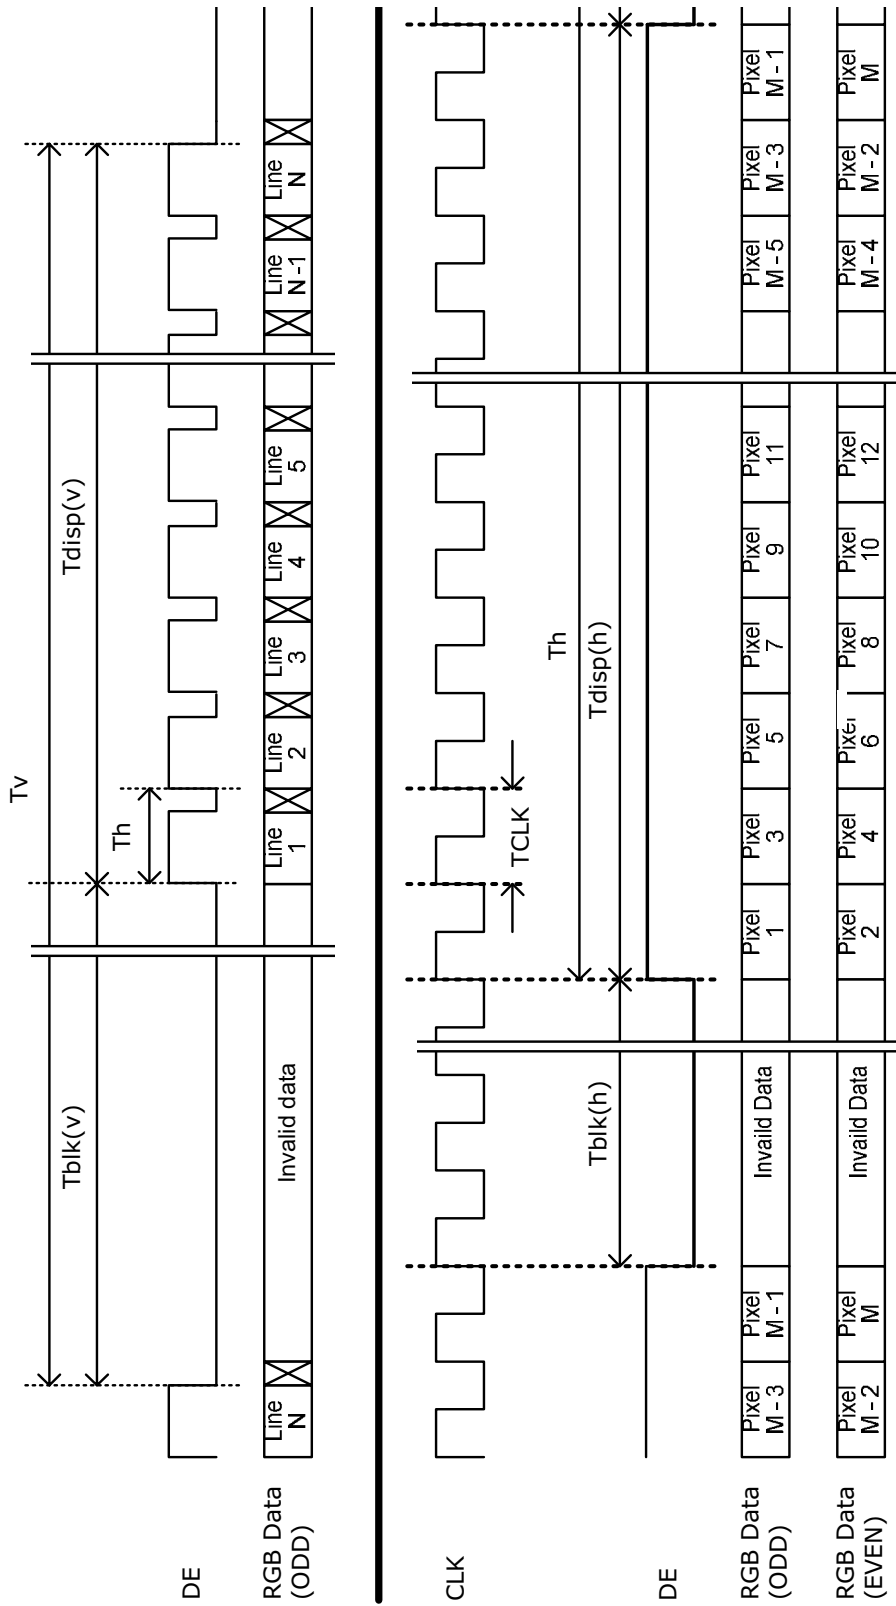 Tv
Tblk(v)
Tdisp(v)
Th
DE
RGB Data
(ODD)
Line
N
Invalid data
Line
1
Line
2
Line
3
Line
4
Line
5
Line
N-1
Line
N
CLK
TCLK
Th
Tblk(h)
Tdisp(h)
DE
RGB Data
(ODD)
Pixel
M - 3
Pixel
M - 1
Invaild Data
Pixel
1
Pixel
3
Pixel
5
Pixel
7
Pixel
9
Pixel
11
Pixel
M - 5
Pixel
M - 3
Pixel
M - 1
RGB Data
(EVEN)
Pixel
M - 2
Pixel
M
Invaild Data
Pixel
2
Pixel
4
Pixel
6
Pixel
8
Pixel
10
Pixel
12
Pixel
M - 4
Pixel
M - 2
Pixel
M